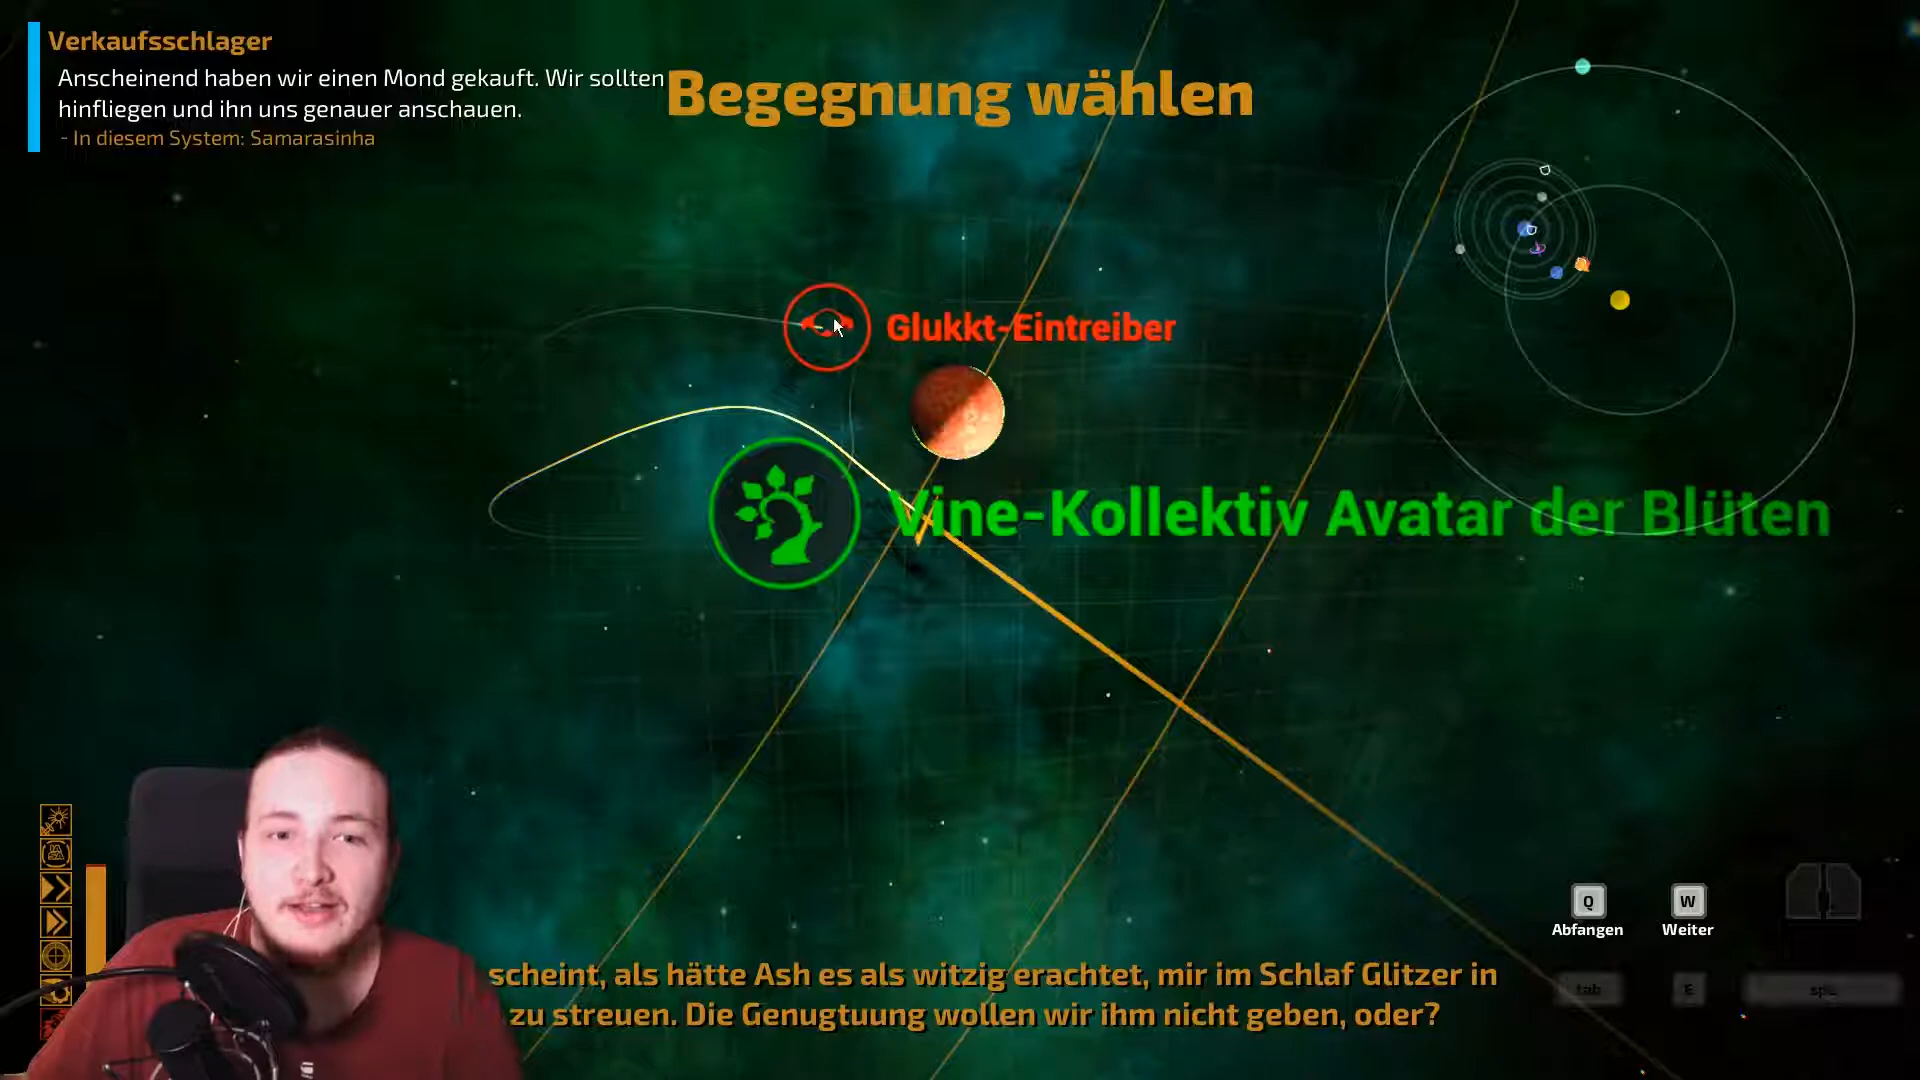 Verkaufsschlager
Anscheinend haben wir einen Mond gekauft. Wir sollten
hinfliegen und ihn uns genauer anschauen.
- In diesem System: Samarasinha
Begegnung wählen
Glukkt-Eintreiber
Vine-Kollektiv Avatar der Blüten
Q
W
Abfangen
Weiter
tab
E
scheint, als hätte Ash es als witzig erachtet, mir im Schlaf Glitzer in
zu streuen. Die Genugtuung wollen wir ihm nicht geben, oder?